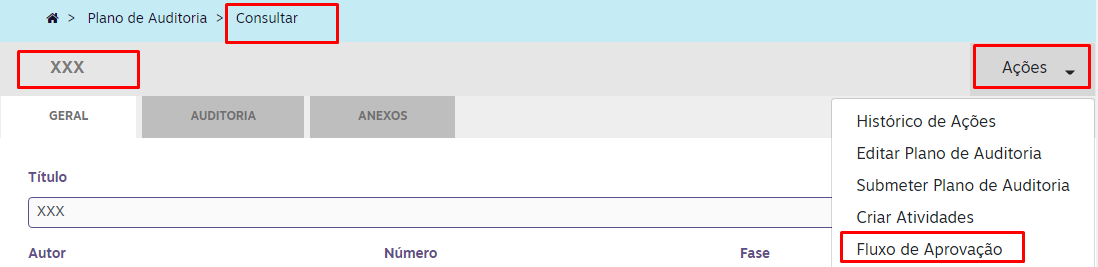 > Plano de Auditoria > Consultar
XXX
Ações
GERAL AUDITORIA ANEXOS
Histórico de Ações
Editar Plano de Auditoria
Submeter Plano de Auditoria
Criar Atividades
Fluxo de Aprovação
Título
XXX
Autor Número Fase